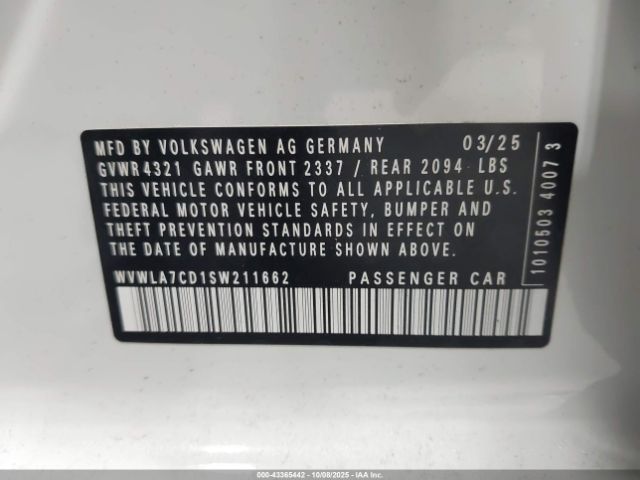 MFD BY VOLKSWAGEN AG GERMANY 03/25
GVWR 4321 GAWR FRONT 2337 / REAR 2094 LBS
THIS VEHICLE CONFORMS TO ALL APPLICABLE U.S.
FEDERAL MOTOR VEHICLE SAFETY, BUMPER AND
THEFT PREVENTION STANDARDS IN EFFECT ON
THE DATE OF MANUFACTURE SHOWN ABOVE.
WVWLA7CD1SW211662 PASSENGER CAR
1010503 4007 3
000-43365442 | 10/08/2025 | Copyright © IAA, Inc.